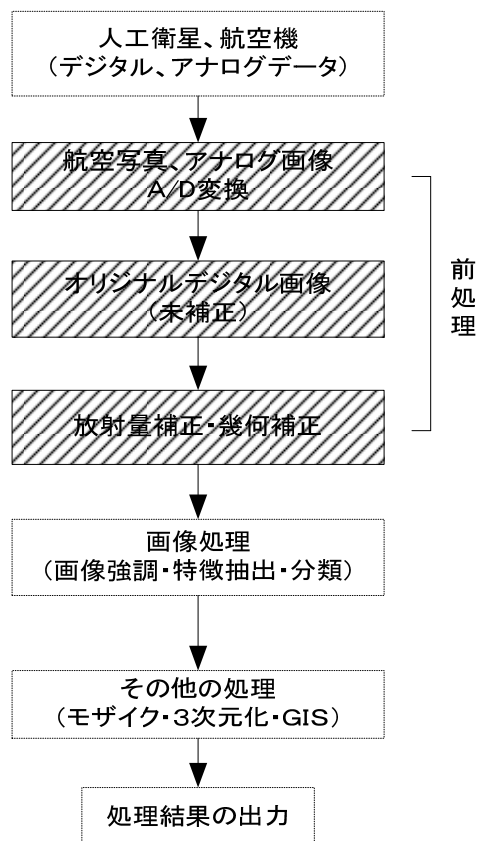 人工衛星、航空機
(デジタル、アナログデータ)
航空写真、アナログ画像
A/D変換
オリジナルデジタル画像
(未補正)
放射量補正・幾何補正
前処理
画像処理
(画像強調・特徴抽出・分類)
その他の処理
(モザイク・3次元化・GIS)
処理結果の出力